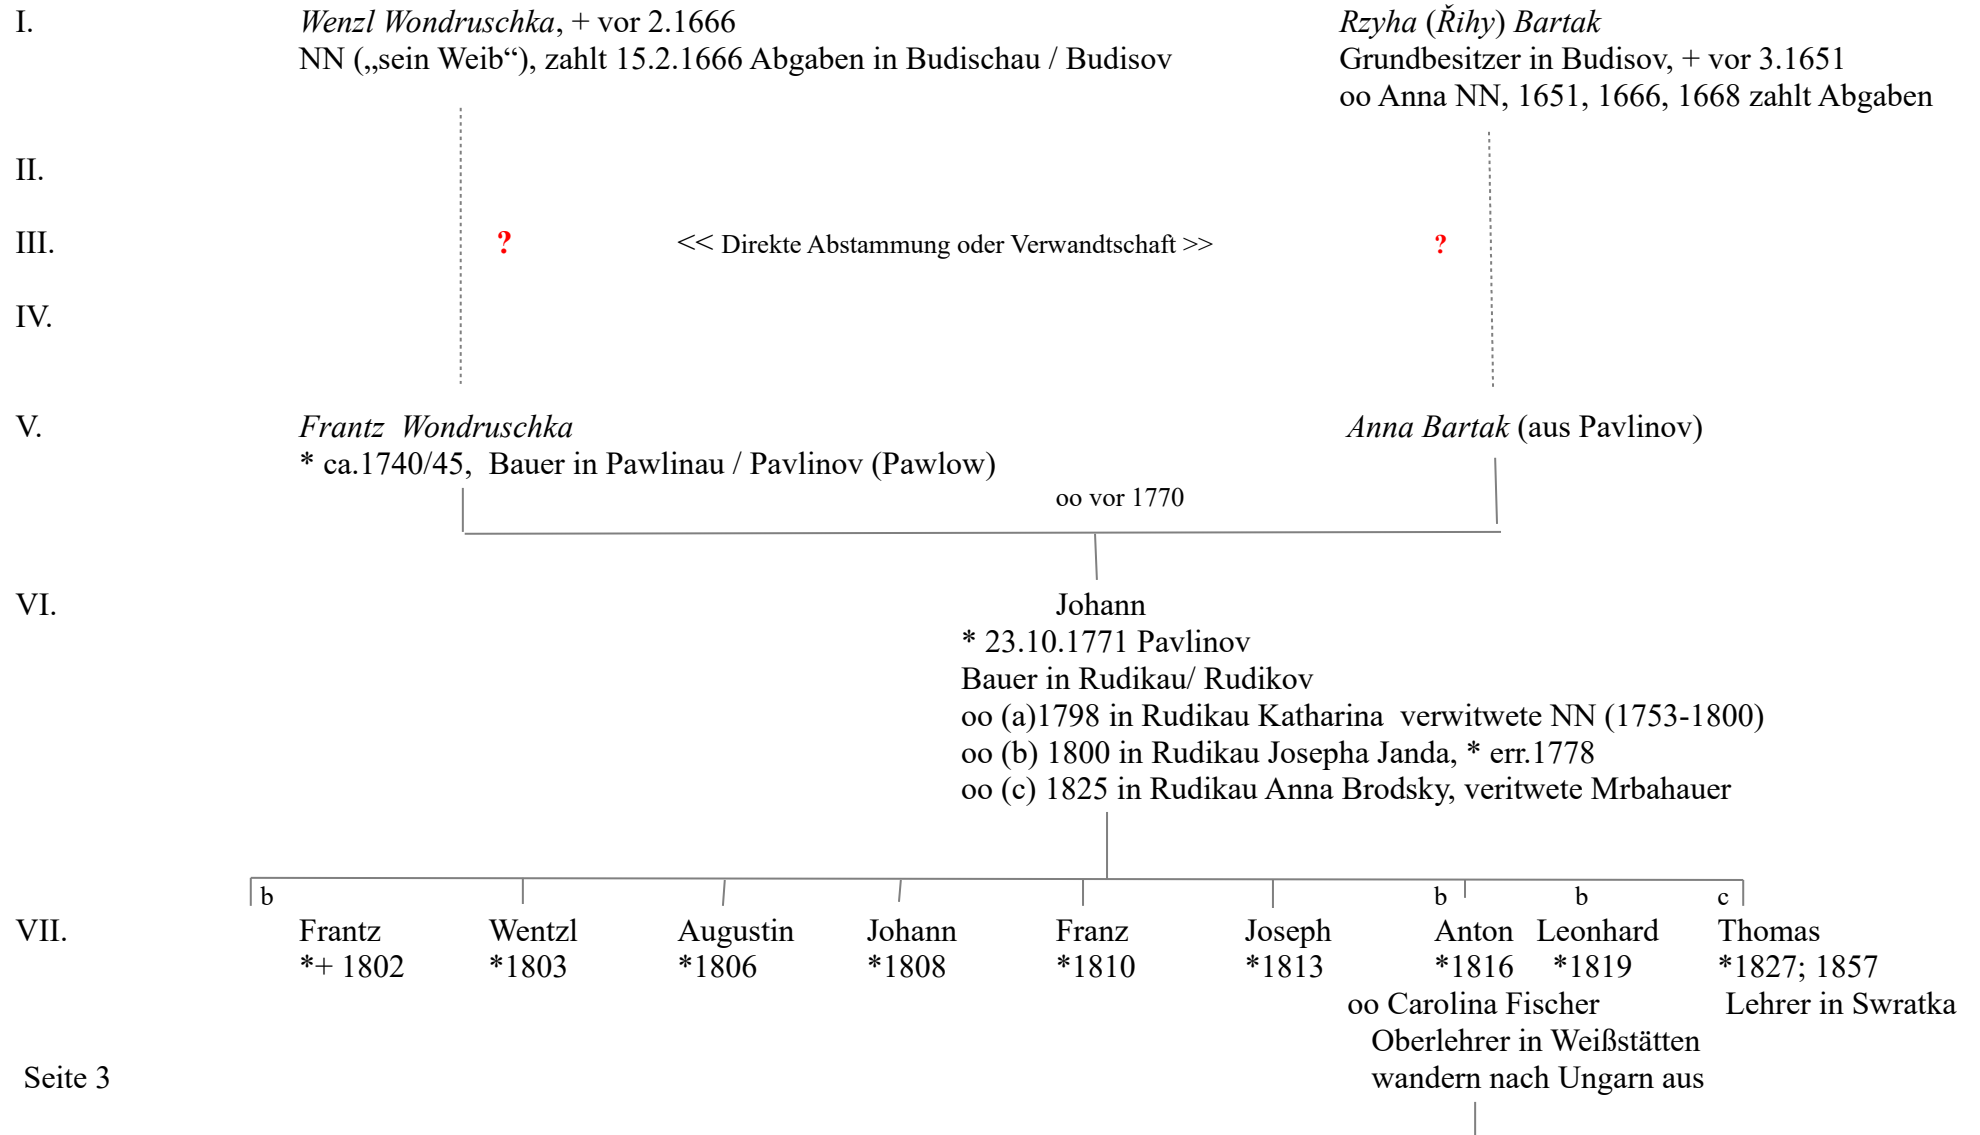 I. Wenzl Wondruschka, + vor 2.1666 Rzyha (Řihy) Bartak
NN („sein Weib“), zahlt 15.2.1666 Abgaben in Budischau / Budisov Grundbesitzer in Budisov, + vor 3.1651
oo Anna NN, 1651, 1666, 1668 zahlt Abgaben
II.
III. ? << Direkte Abstammung oder Verwandtschaft >> ?
IV.
V. Frantz Wondruschka Anna Bartak (aus Pavlinov)
* ca.1740/45, Bauer in Pawlinau / Pavlinov (Pawlow)
oo vor 1770
VI. Johann
* 23.10.1771 Pavlinov
Bauer in Rudikau/ Rudikov
oo (a)1798 in Rudikau Katharina verwitwete NN (1753-1800)
oo (b) 1800 in Rudikau Josepha Janda, * err.1778
oo (c) 1825 in Rudikau Anna Brodsky, veritwete Mrbahauer
b b b c
VII. Frantz Wentzl Augustin Johann Franz Joseph Anton Leonhard Thomas
*+ 1802 *1803 *1806 *1808 *1810 *1813 *1816 *1819 *1827; 1857
oo Carolina Fischer Lehrer in Swratka
Oberlehrer in Weißstätten
Seite 3 wandern nach Ungarn aus